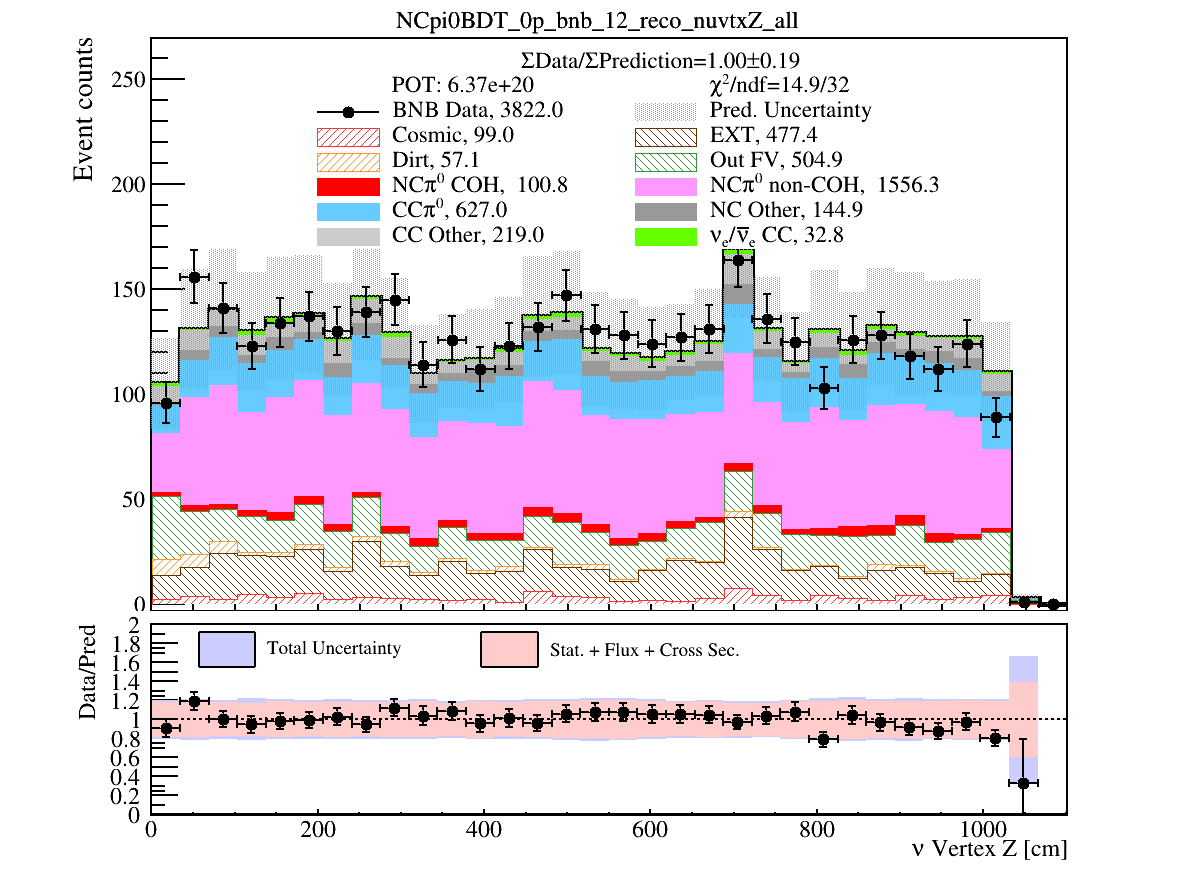 NCpi0BDT_0p_bnb_12_reco_nuvtxZ_all
ΣData/ΣPrediction=1.00±0.19
POT: 6.37e+20
χ²/ndf=14.9/32
BNB Data, 3822.0
Pred. Uncertainty
Cosmic, 99.0
EXT, 477.4
Dirt, 57.1
Out FV, 504.9
NCπ⁰ COH, 100.8
NCπ⁰ non-COH, 1556.3
CCπ⁰, 627.0
NC Other, 144.9
CC Other, 219.0
νₑ/ν̅ₑ CC, 32.8
Event counts
250
200
150
100
50
0
Total Uncertainty
Stat. + Flux + Cross Sec.
Data/Pred
2
1.8
1.6
1.4
1.2
1
0.8
0.6
0.4
0.2
0
0 200 400 600 800 1000
ν Vertex Z [cm]